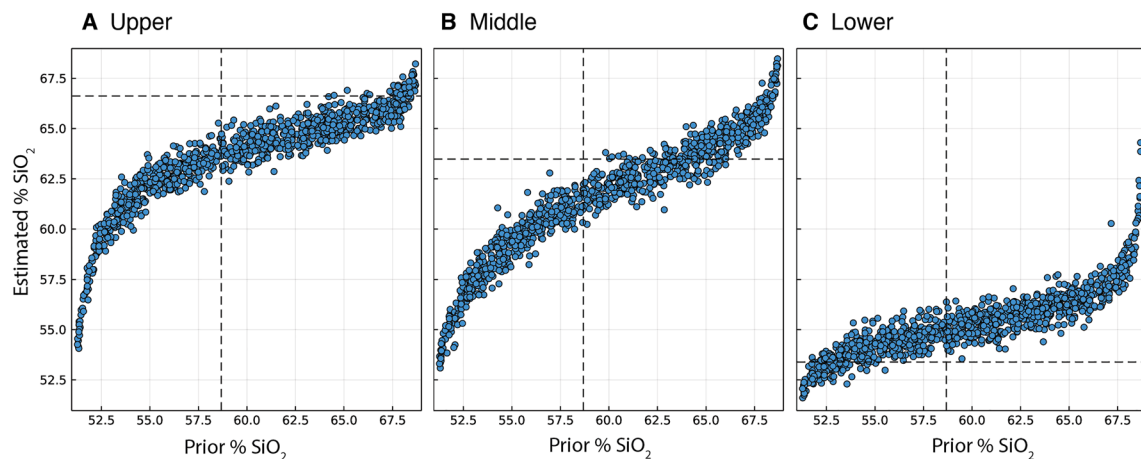 A Upper
B Middle
C Lower
Estimated % SiO₂
67.5
65.0
62.5
60.0
57.5
55.0
52.5
52.5 55.0 57.5 60.0 62.5 65.0 67.5
52.5 55.0 57.5 60.0 62.5 65.0 67.5
52.5 55.0 57.5 60.0 62.5 65.0 67.5
Prior % SiO₂
Prior % SiO₂
Prior % SiO₂